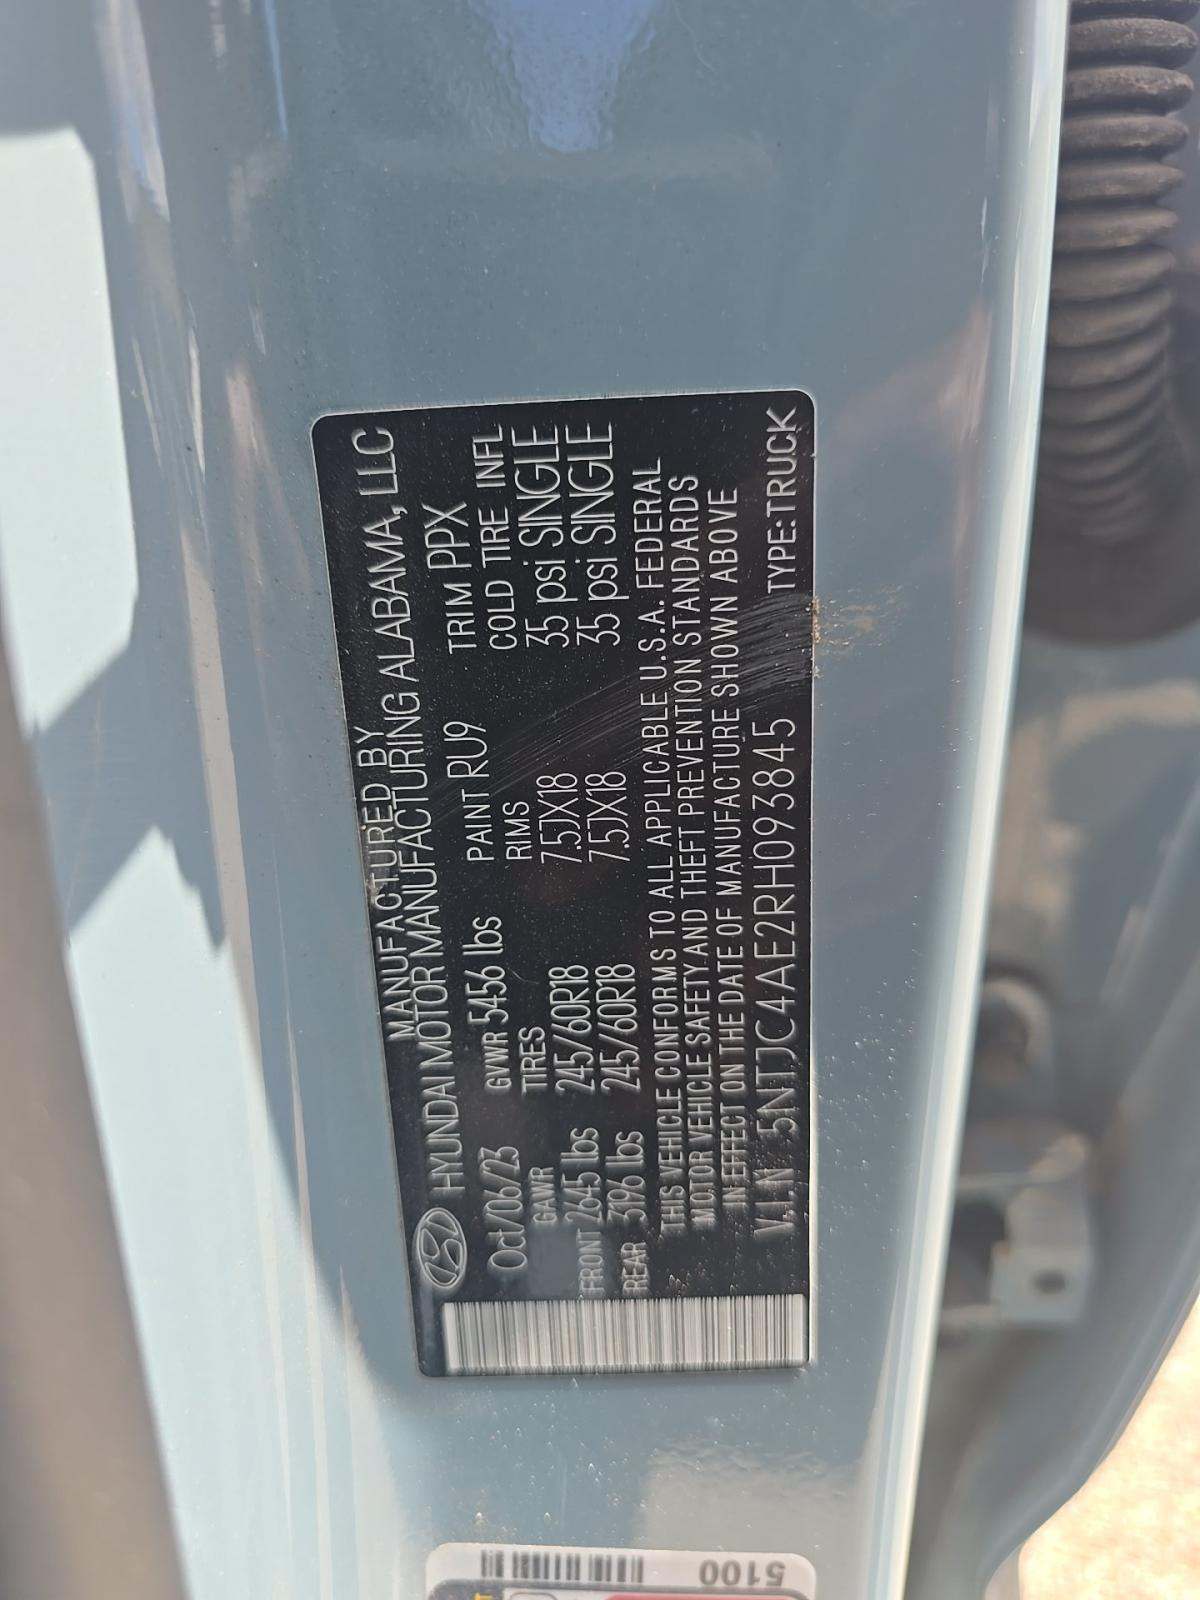 MANUFACTURED BY
HYUNDAI MOTOR MANUFACTURING ALABAMA, LLC
Oct/06/23 GVWR 5456 lbs PAINT RU9 TRIM PPX
GAWR TIRES RIMS COLD TIRE INFL
FRONT 2645 lbs 245/60R18 7.5JX18 35 psi SINGLE
REAR 3196 lbs 245/60R18 7.5JX18 35 psi SINGLE
THIS VEHICLE CONFORMS TO ALL APPLICABLE U.S.A. FEDERAL
MOTOR VEHICLE SAFETY AND THEFT PREVENTION STANDARDS
IN EFFECT ON THE DATE OF MANUFACTURE SHOWN ABOVE
V.I.N 5NTJC4AE2RH093845 TYPE:TRUCK
5100